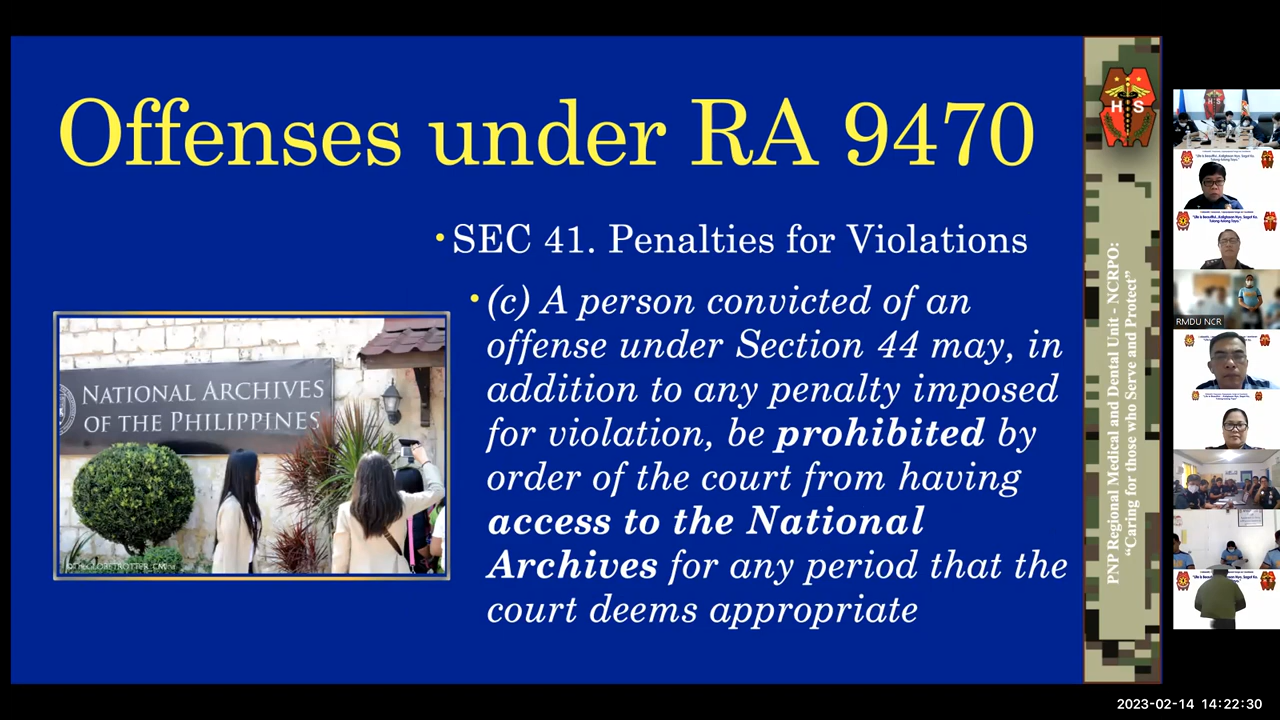 Offenses under RA 9470
• SEC 41. Penalties for Violations
• (c) A person convicted of an
offense under Section 44 may, in
addition to any penalty imposed
for violation, be prohibited by
order of the court from having
access to the National
Archives for any period that the
court deems appropriate
NATIONAL ARCHIVES
OF THE PHILIPPINES
H S
PNP Regional Medical and Dental Unit - NCRPO:
“Caring for those who Serve and Protect”
RMDU NCR
2023-02-14 14:22:30